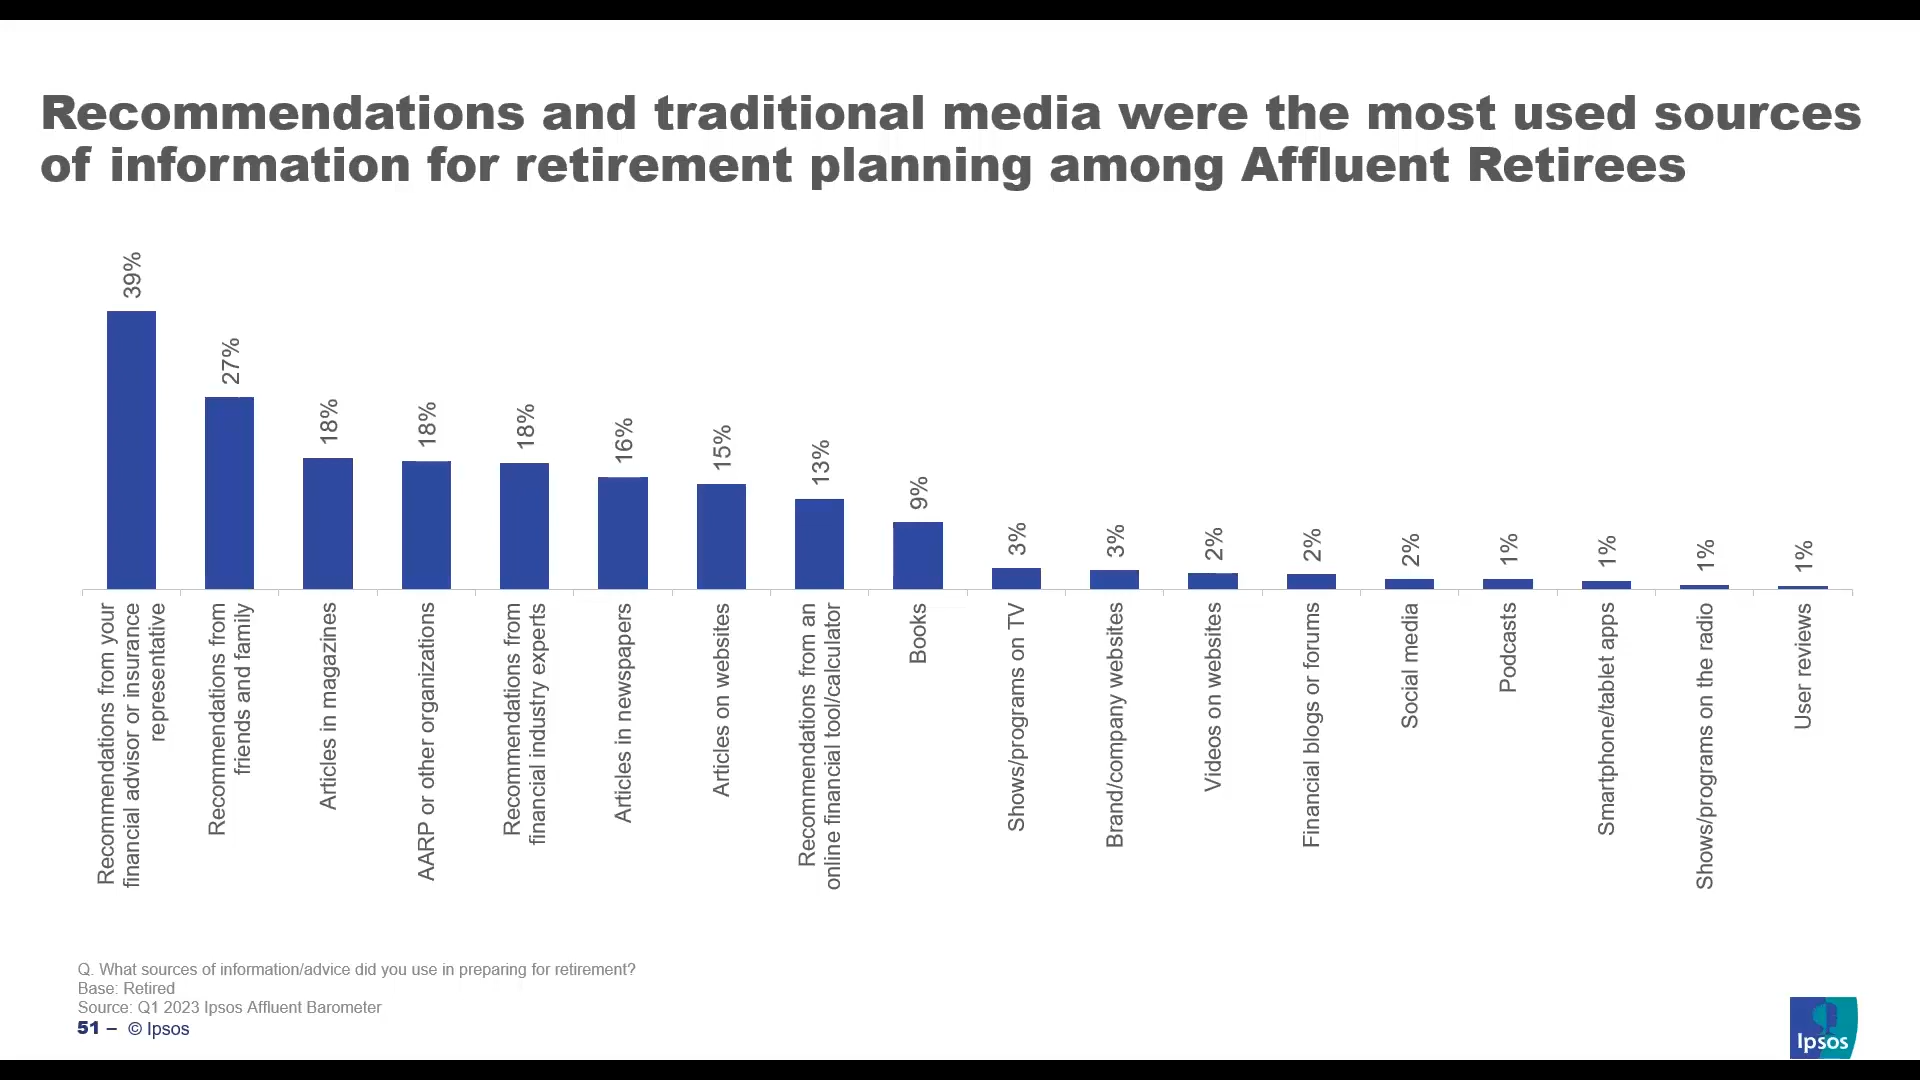 Recommendations and traditional media were the most used sources
of information for retirement planning among Affluent Retirees
39%
27%
18%
18%
18%
16%
15%
13%
9%
3%
3%
2%
2%
2%
1%
1%
1%
1%
Recommendations from your
financial advisor or insurance
representative
Recommendations from
friends and family
Articles in magazines
AARP or other organizations
Recommendations from
financial industry experts
Articles in newspapers
Articles on websites
Recommendations from an
online financial tool/calculator
Books
Shows/programs on TV
Brand/company websites
Videos on websites
Financial blogs or forums
Social media
Podcasts
Smartphone/tablet apps
Shows/programs on the radio
User reviews
Q. What sources of information/advice did you use in preparing for retirement?
Base: Retired
Source: Q1 2023 Ipsos Affluent Barometer
51 – © Ipsos
Ipsos